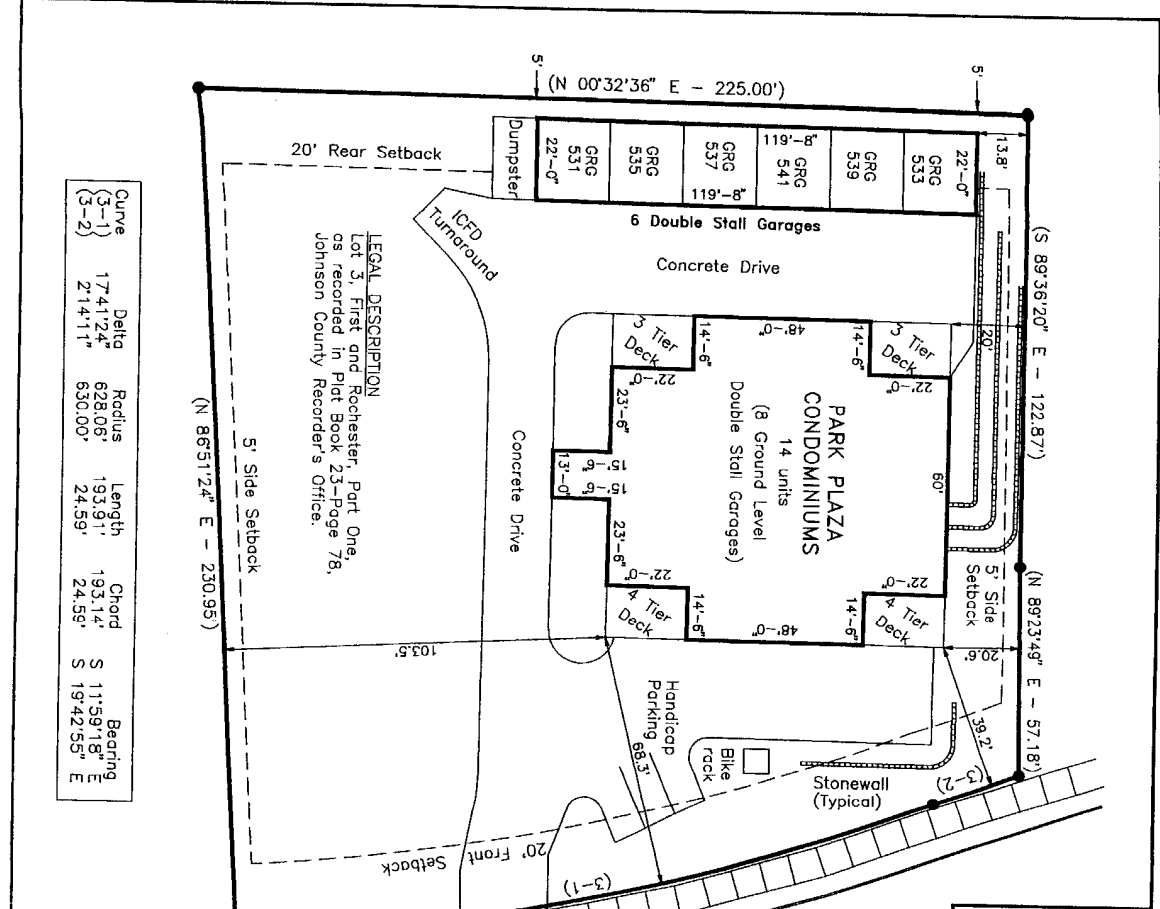 (N 00°32'36" E - 225.00')
5'
5'
20' Rear Setback
Dumpster
22'-0"
GRG
531
GRG
535
GRG
537
119'-8"
119'-8"
GRG
541
GRG
539
GRG
533
22'-0"
13.8'
6 Double Stall Garages
ICFD
Turnaround
Concrete Drive
(S 89°36'20" E - 122.87')
20'
3 Tier
Deck
14'-6"
48'-0"
14'-6"
3 Tier
Deck
22'-0"
22'-0"
23'-6"
15'-6"
15'-6"
13'-0"
23'-6"
PARK PLAZA
CONDOMINIUMS
14 units
(8 Ground Level
Double Stall Garages)
60'
LEGAL DESCRIPTION
Lot 3, First and Rochester, Part One,
as recorded in Plat Book 23-Page 78,
Johnson County Recorder's Office.
Concrete Drive
22'-0"
22'-0"
4 Tier
Deck
14'-6"
48'-0"
14'-6"
4 Tier
Deck
5' Side
Setback
20.6'
(N 89°23'49" E - 57.18')
5' Side Setback
(N 86°51'24" E - 230.95')
103.5'
Handicap
Parking
68.3'
Bike
rack
39.2'
Stonewall
(Typical)
(3-2)
20' Front Setback
(3-1)
Curve Delta Radius Length Chord Bearing
(3-1) 17°41'24" 628.06' 193.91' 193.14' S 11°59'18" E
(3-2) 2°14'11" 630.00' 24.59' 24.59' S 19°42'55" E